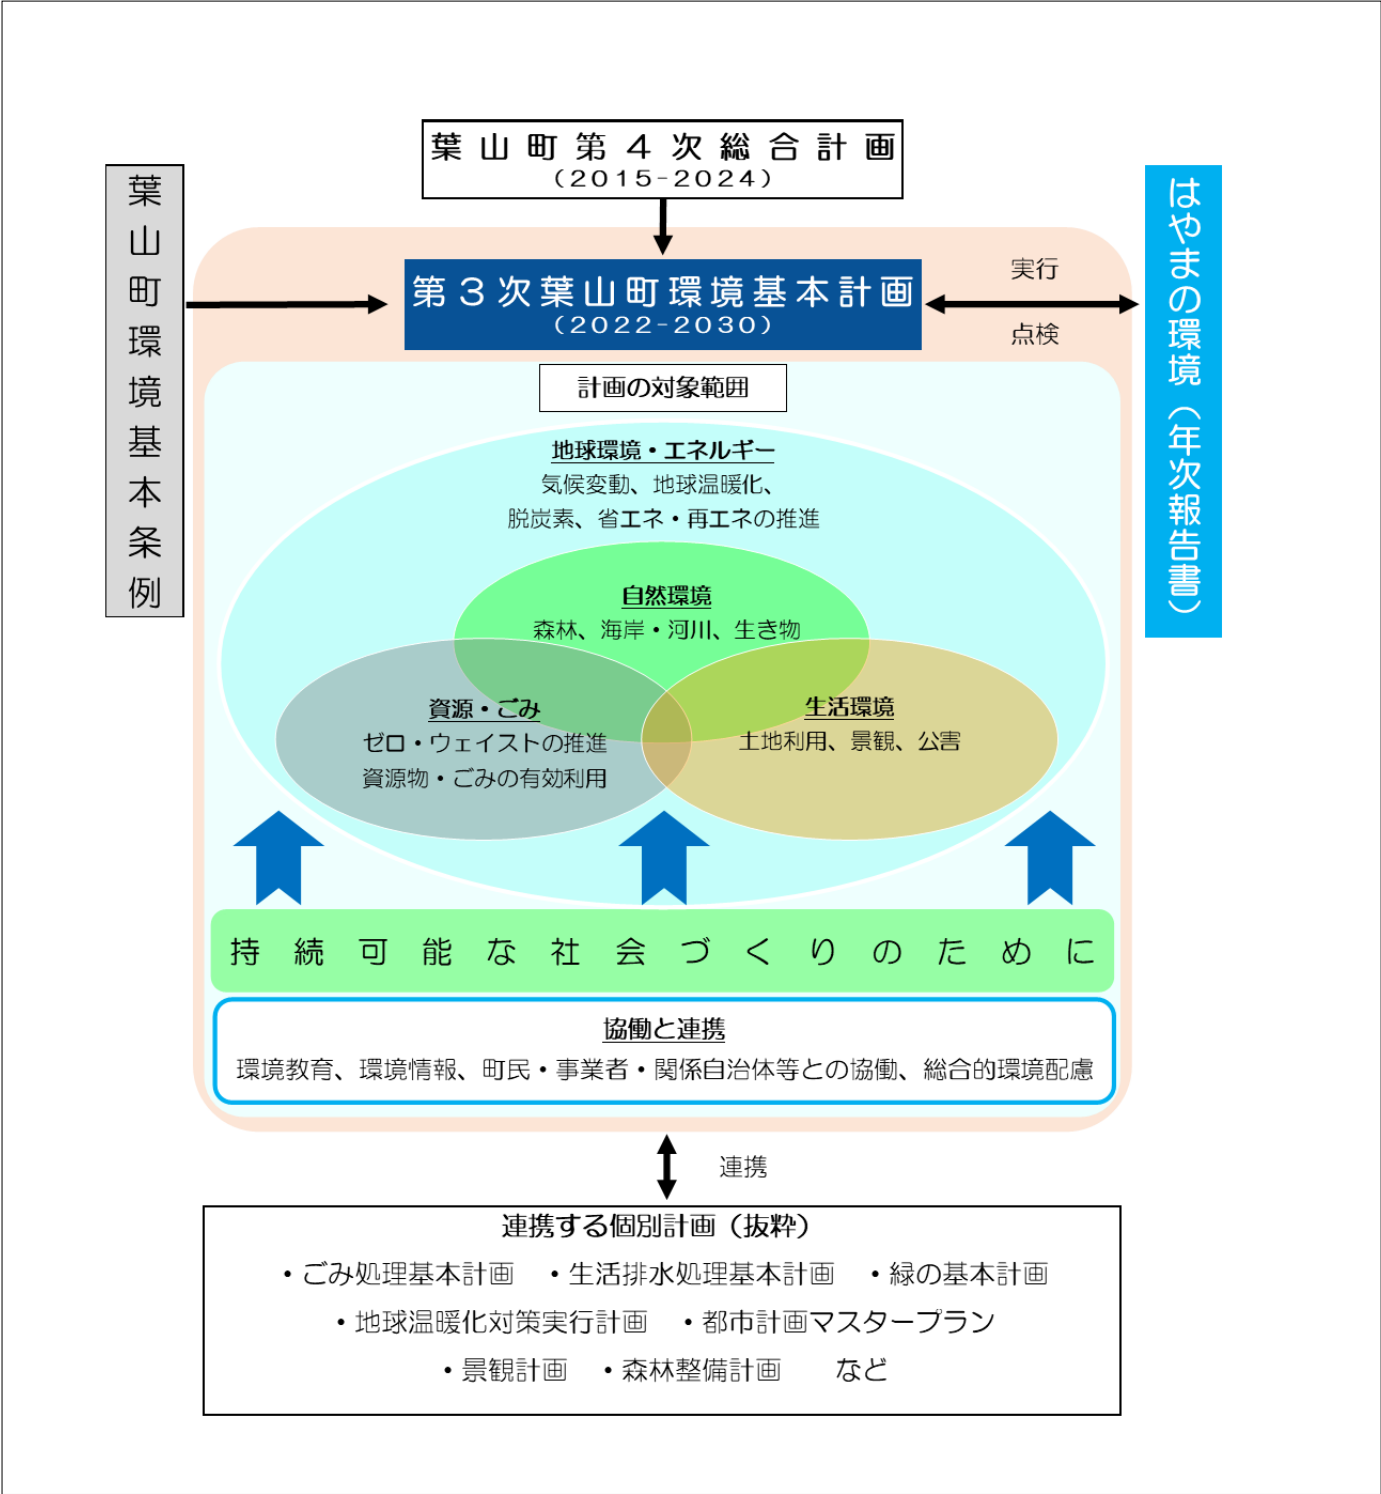 葉山町第４次総合計画
（2015-2024）
葉山町環境基本条例
第３次葉山町環境基本計画
（2022-2030）
実行
点検
はやまの環境（年次報告書）
計画の対象範囲
地球環境・エネルギー
気候変動、地球温暖化、
脱炭素、省エネ・再エネの推進
自然環境
森林、海岸・河川、生き物
資源・ごみ
ゼロ・ウェイストの推進
資源物・ごみの有効利用
生活環境
土地利用、景観、公害
持続可能な社会づくりのために
協働と連携
環境教育、環境情報、町民・事業者・関係自治体等との協働、総合的環境配慮
連携
連携する個別計画（抜粋）
・ごみ処理基本計画　・生活排水処理基本計画　・緑の基本計画
・地球温暖化対策実行計画　・都市計画マスタープラン
・景観計画　・森林整備計画　　など